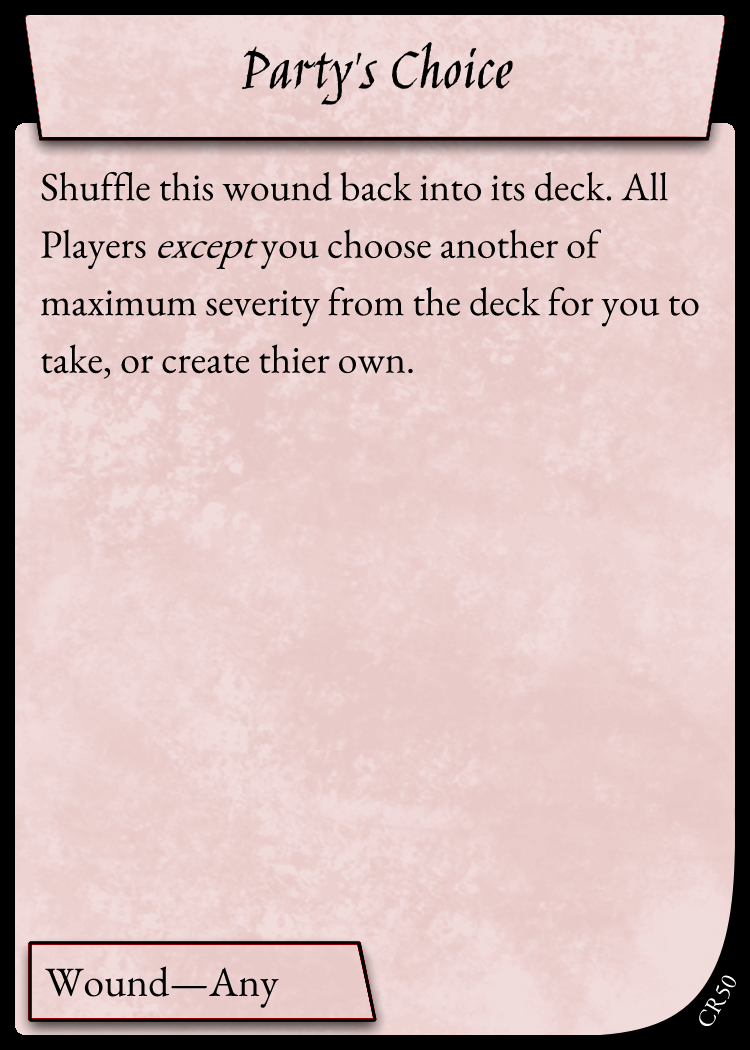 Party's Choice
Shuffle this wound back into its deck. All
Players except you choose another of
maximum severity from the deck for you to
take, or create thier own.
Wound—Any
CR50